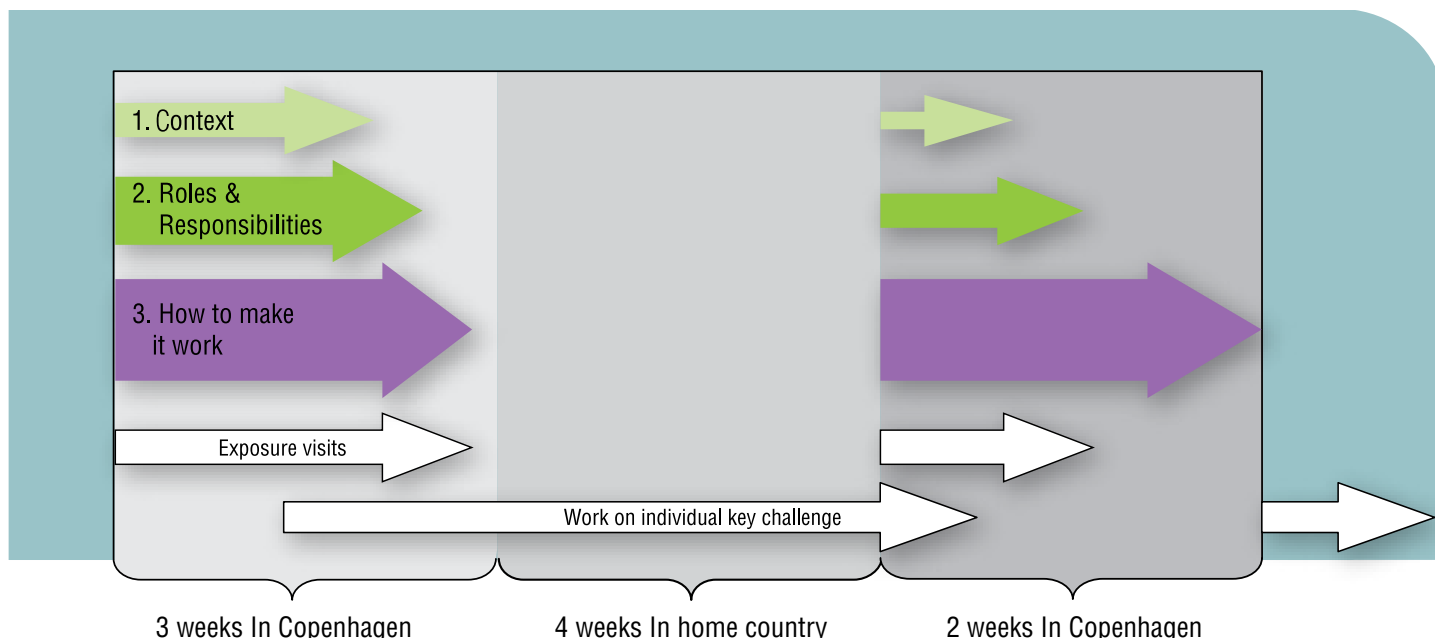 1. Context
2. Roles &
Responsibilities
3. How to make
it work
Exposure visits
Work on individual key challenge
3 weeks In Copenhagen
4 weeks In home country
2 weeks In Copenhagen